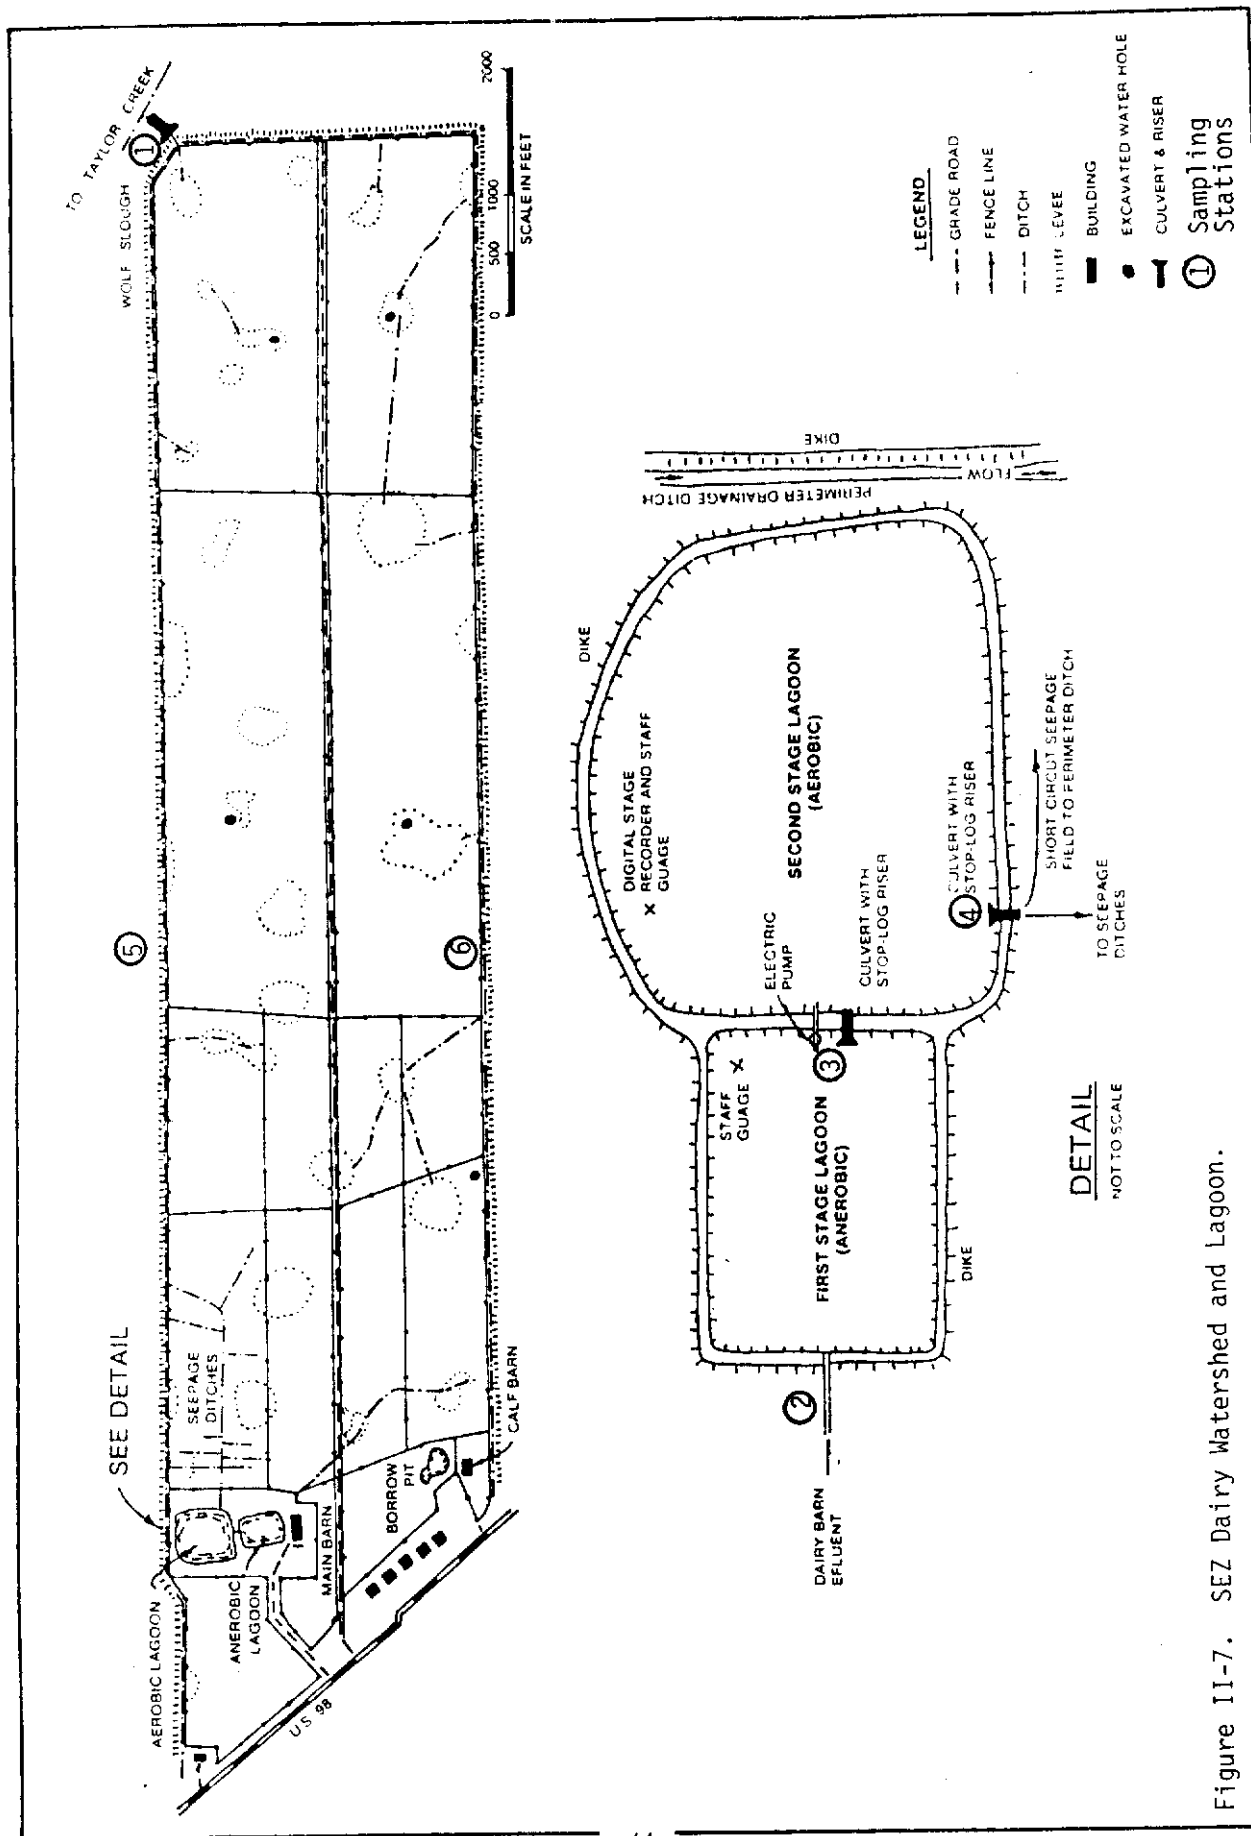 TO TAYLOR CREEK
WOLF SLOUGH
1
0 500 1000 2000
SCALE IN FEET
5
6
SEE DETAIL
SEEPAGE
DITCHES
AEROBIC LAGOON
ANEROBIC
LAGOON
MAIN BARN
BORROW
PIT
CALF BARN
U.S. 98
LEGEND
GRADE ROAD
FENCE LINE
DITCH
LEVEE
BUILDING
EXCAVATED WATER HOLE
CULVERT & RISER
1 Sampling
Stations
DIKE
FLOW
PERIMETER DRAINAGE DITCH
DIKE
DIGITAL STAGE
RECORDER AND STAFF
GUAGE
X
SECOND STAGE LAGOON
(AEROBIC)
ELECTRIC
PUMP
CULVERT WITH
STOP-LOG RISER
CULVERT WITH
STOP-LOG RISER
4
SHORT CIRCUIT SEEPAGE
FIELD TO PERIMETER DITCH
TO SEEPAGE
DITCHES
STAFF
GUAGE X
3
FIRST STAGE LAGOON
(ANEROBIC)
DIKE
2
DAIRY BARN
EFLUENT
DETAIL
NOT TO SCALE
Figure II-7. SEZ Dairy Watershed and Lagoon.